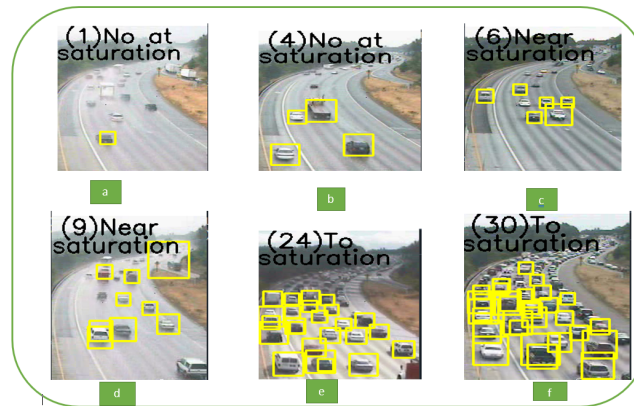 (1)No at
saturation
(4)No at
saturation
(6)Near
saturation
a
b
c
(9)Near
saturation
(24)To
saturation
(30)To
saturation
d
e
f